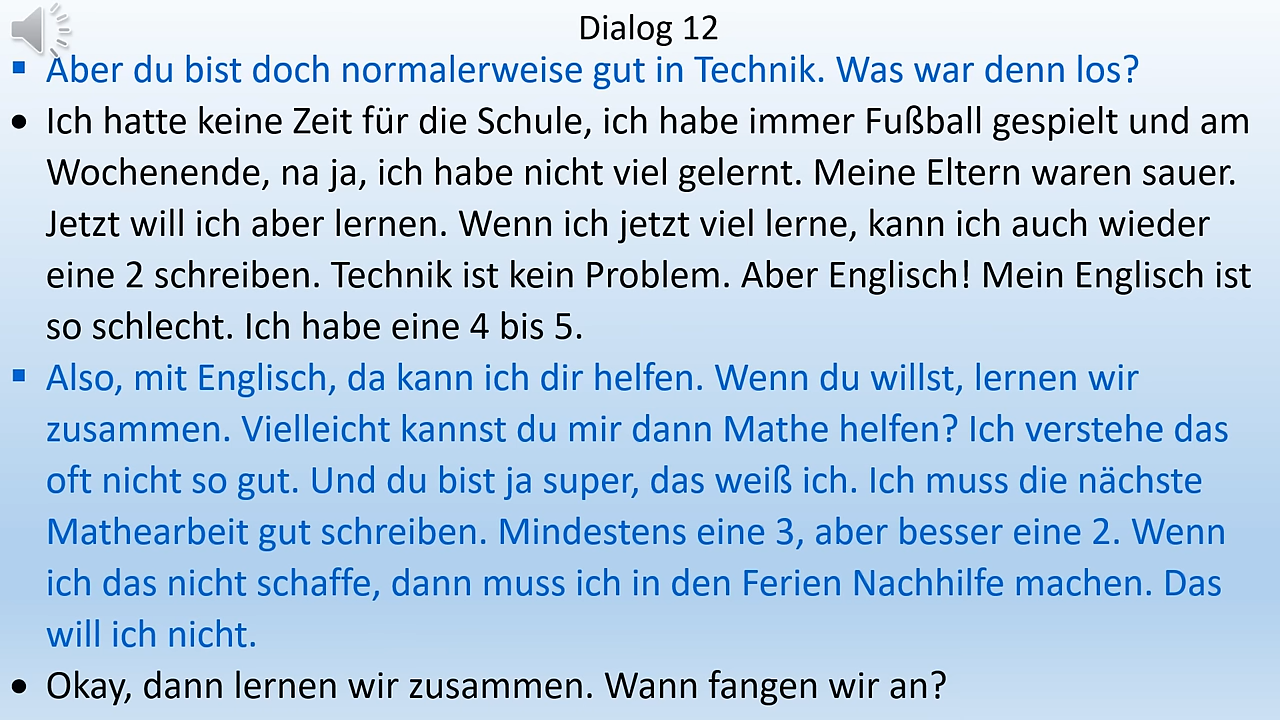 Dialog 12
▪ Aber du bist doch normalerweise gut in Technik. Was war denn los?
• Ich hatte keine Zeit für die Schule, ich habe immer Fußball gespielt und am
Wochenende, na ja, ich habe nicht viel gelernt. Meine Eltern waren sauer.
Jetzt will ich aber lernen. Wenn ich jetzt viel lerne, kann ich auch wieder
eine 2 schreiben. Technik ist kein Problem. Aber Englisch! Mein Englisch ist
so schlecht. Ich habe eine 4 bis 5.
▪ Also, mit Englisch, da kann ich dir helfen. Wenn du willst, lernen wir
zusammen. Vielleicht kannst du mir dann Mathe helfen? Ich verstehe das
oft nicht so gut. Und du bist ja super, das weiß ich. Ich muss die nächste
Mathearbeit gut schreiben. Mindestens eine 3, aber besser eine 2. Wenn
ich das nicht schaffe, dann muss ich in den Ferien Nachhilfe machen. Das
will ich nicht.
• Okay, dann lernen wir zusammen. Wann fangen wir an?